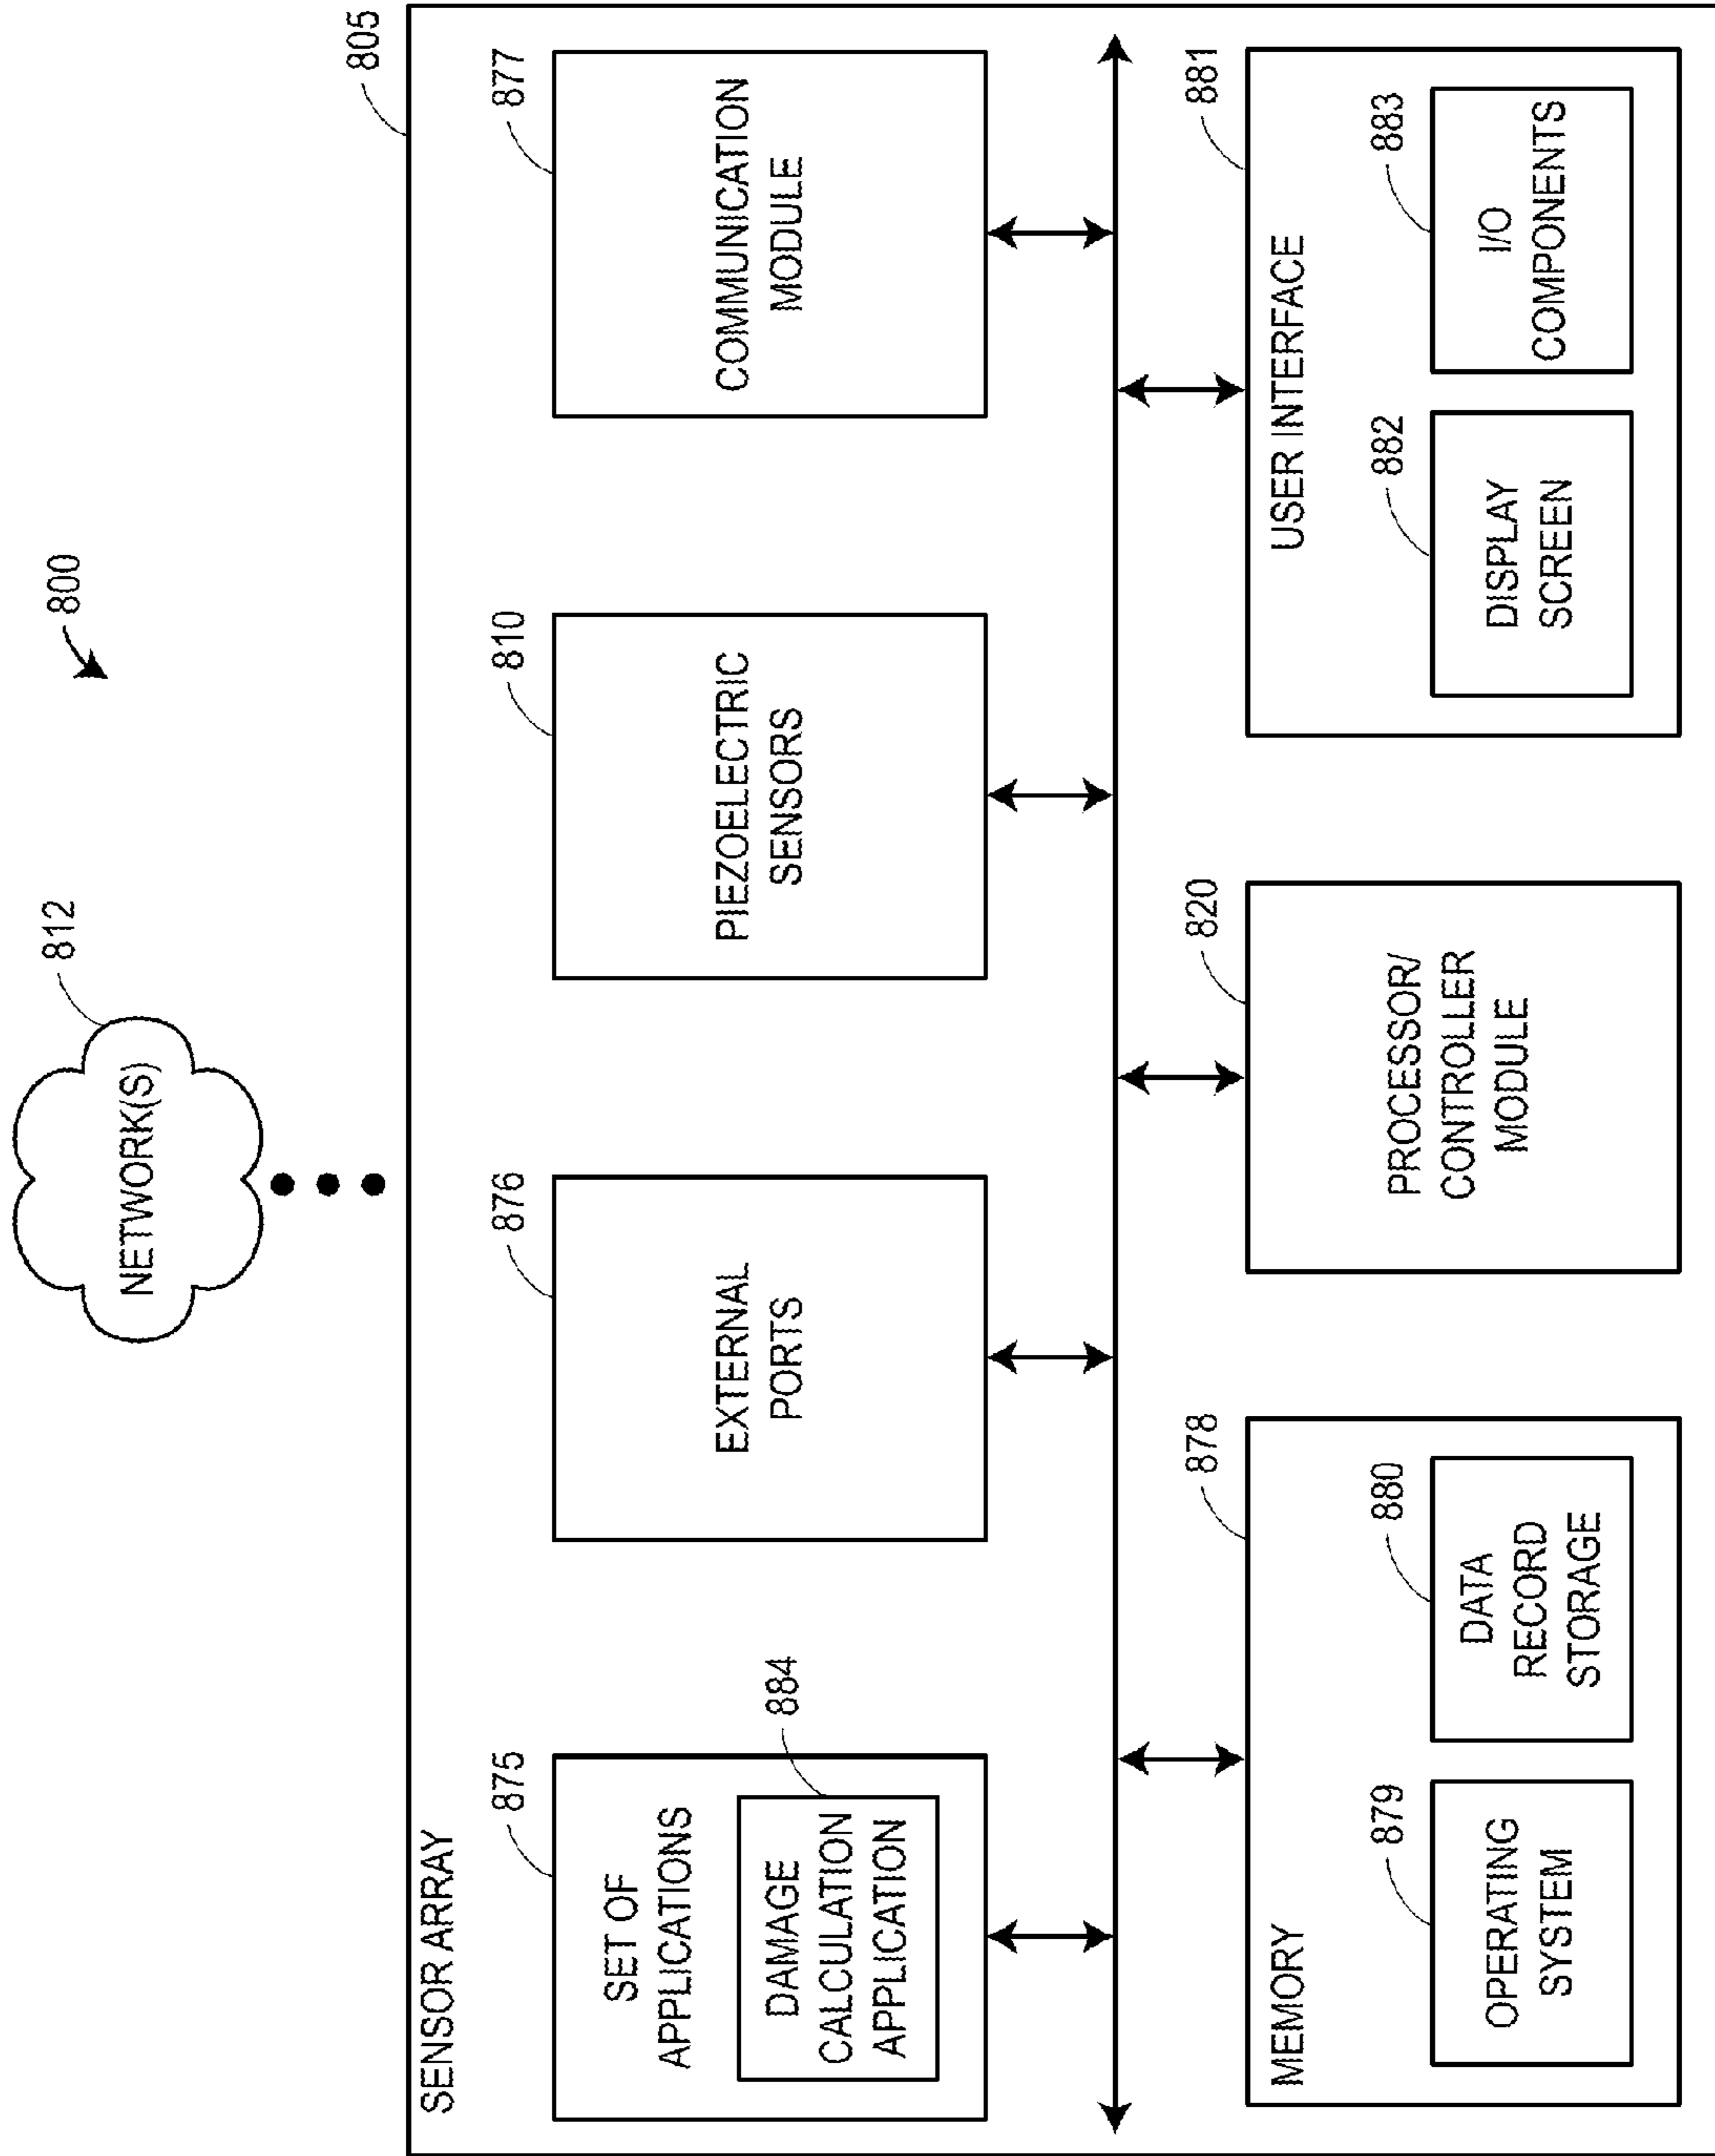 800
812
NETWORK(S)
805
SENSOR ARRAY
875
SET OF
APPLICATIONS
884
DAMAGE
CALCULATION
APPLICATION
876
EXTERNAL
PORTS
810
PIEZOELECTRIC
SENSORS
877
COMMUNICATION
MODULE
878
MEMORY
879
OPERATING
SYSTEM
880
DATA
RECORD
STORAGE
820
PROCESSOR/
CONTROLLER
MODULE
881
USER INTERFACE
882
DISPLAY
SCREEN
883
I/O
COMPONENTS